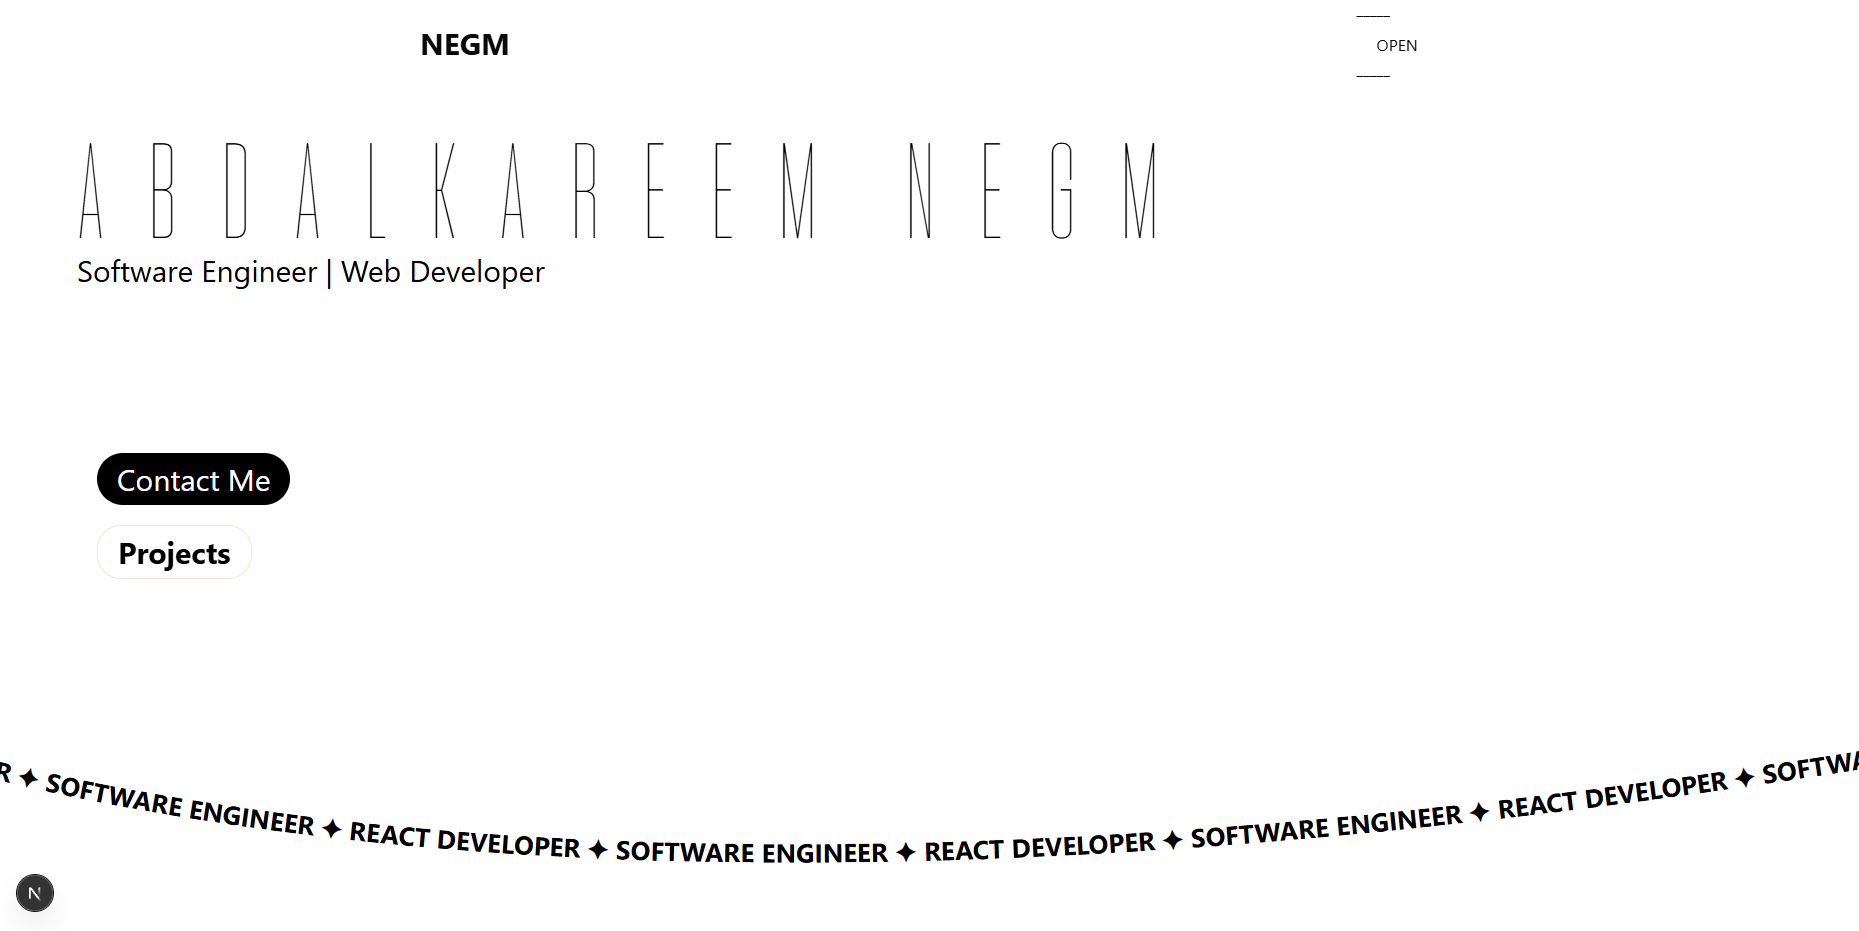 NEGM
OPEN
ABDALKAREEM NEGM
Software Engineer | Web Developer
Contact Me
Projects
R ✦ SOFTWARE ENGINEER ✦ REACT DEVELOPER ✦ SOFTWARE ENGINEER ✦ REACT DEVELOPER ✦ SOFTWARE ENGINEER ✦ REACT DEVELOPER ✦ SOFTWA
N